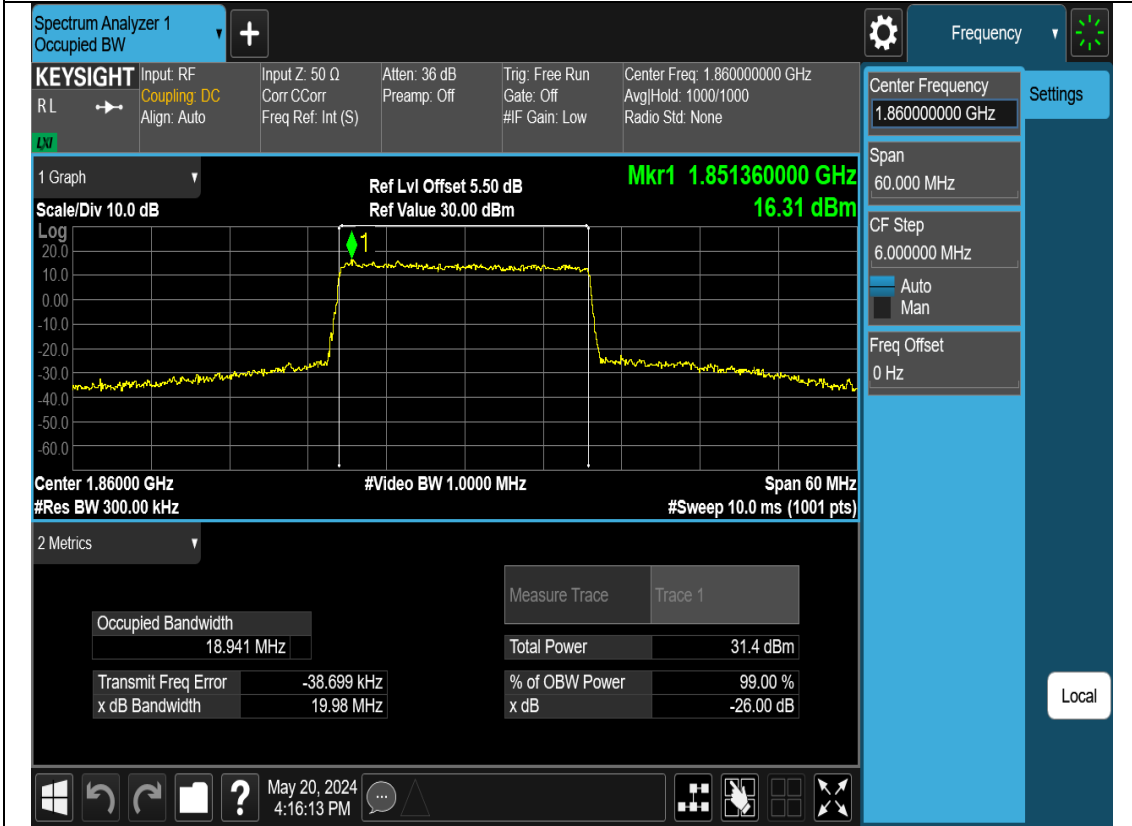 Spectrum Analyzer 1
Occupied BW
Frequency
KEYSIGHT
R L
LXI
Input: RF
Coupling: DC
Align: Auto
Input Z: 50 Ω
Corr CCorr
Freq Ref: Int (S)
Atten: 36 dB
Preamp: Off
Trig: Free Run
Gate: Off
#IF Gain: Low
Center Freq: 1.860000000 GHz
Avg|Hold: 1000/1000
Radio Std: None
Center Frequency
1.860000000 GHz
Settings
Span
60.000 MHz
CF Step
6.000000 MHz
Auto
Man
Freq Offset
0 Hz
Local
1 Graph
Scale/Div 10.0 dB
Ref Lvl Offset 5.50 dB
Ref Value 30.00 dBm
Mkr1 1.851360000 GHz
16.31 dBm
Log
1
20.0
10.0
0.00
-10.0
-20.0
-30.0
-40.0
-50.0
-60.0
Center 1.86000 GHz
#Video BW 1.0000 MHz
Span 60 MHz
#Res BW 300.00 kHz
#Sweep 10.0 ms (1001 pts)
2 Metrics
Measure Trace Trace 1
Occupied Bandwidth
18.941 MHz
Total Power 31.4 dBm
Transmit Freq Error -38.699 kHz
% of OBW Power 99.00 %
x dB Bandwidth 19.98 MHz
x dB -26.00 dB
?
May 20, 2024
4:16:13 PM